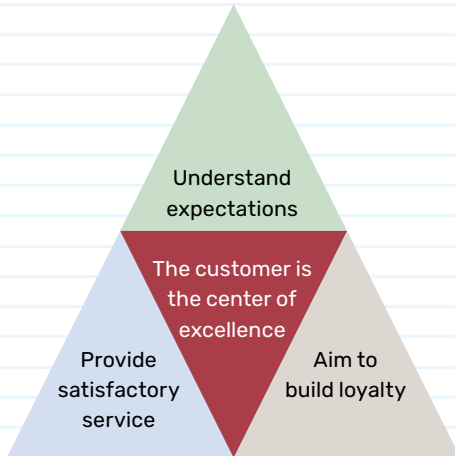 Understand
expectations
The customer is
the center of
excellence
Provide
satisfactory
service
Aim to
build loyalty